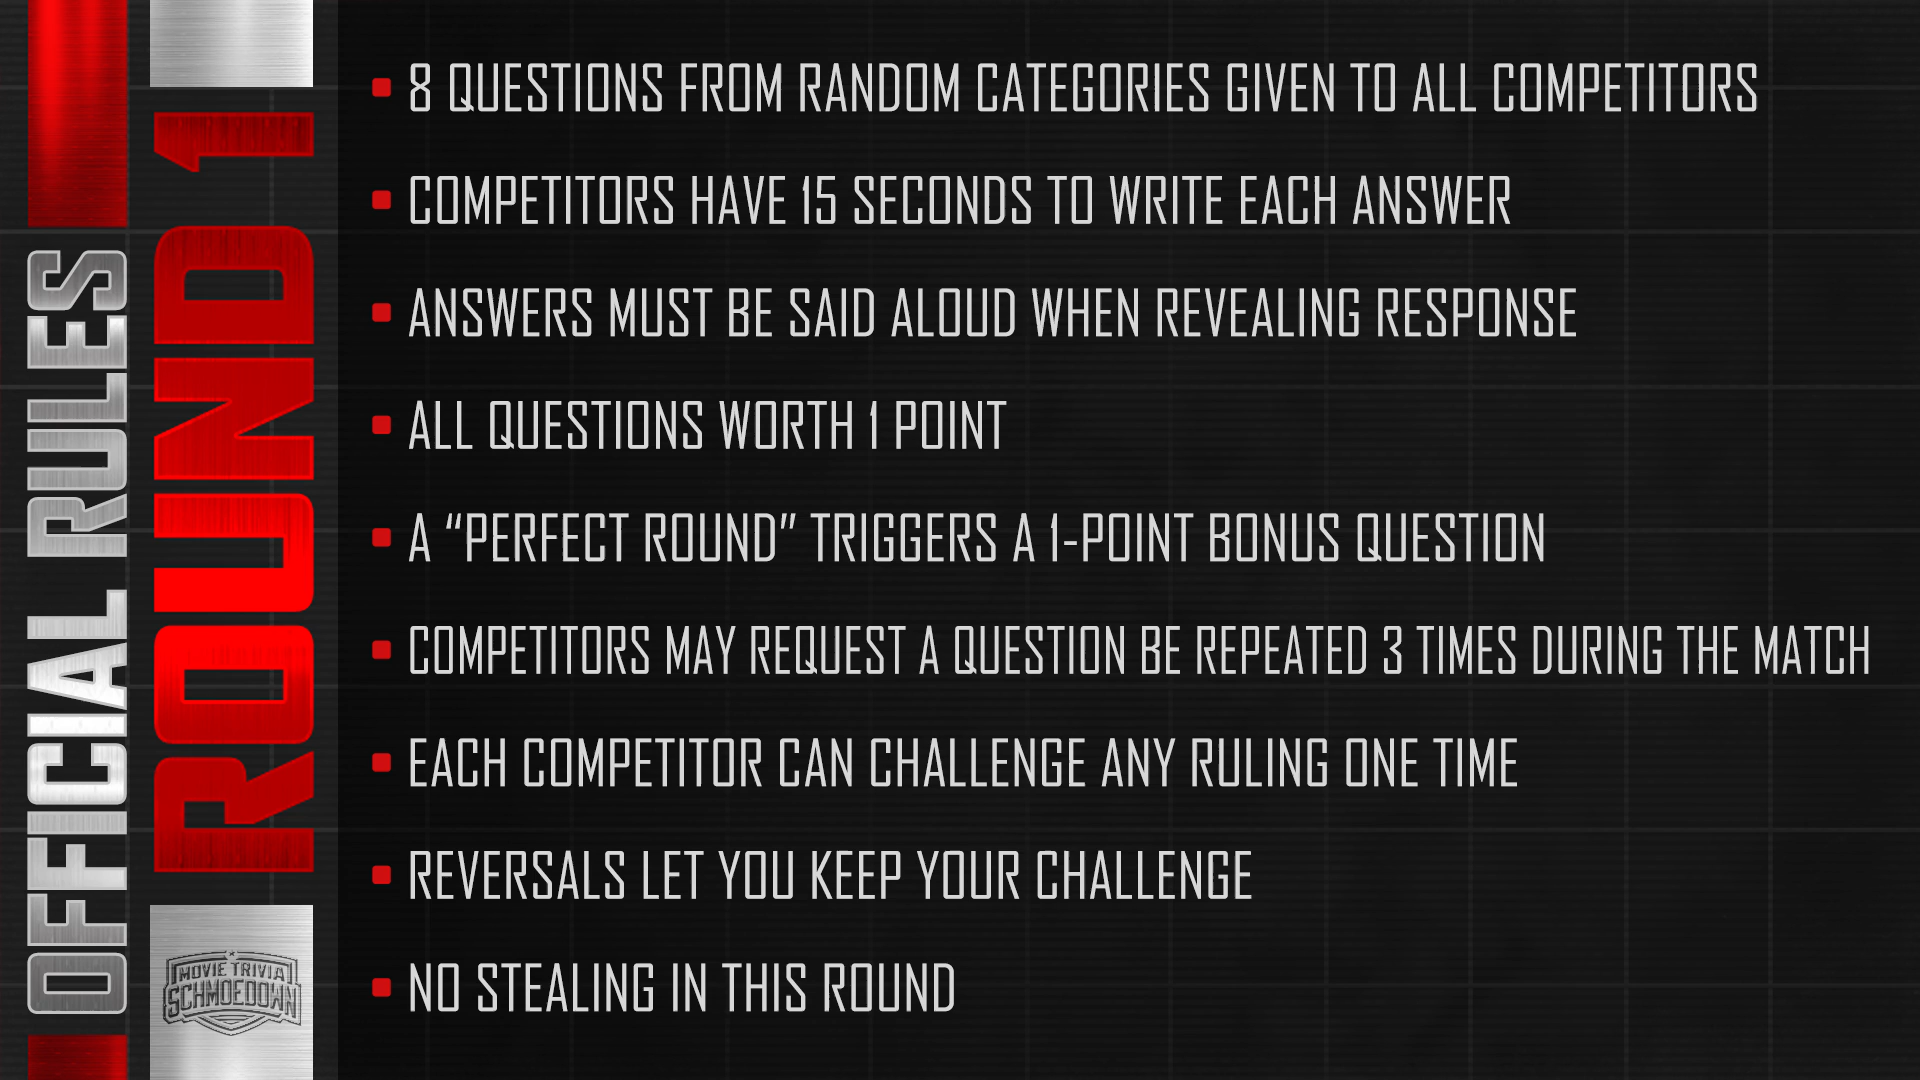 OFFICIAL RULES
ROUND 1
8 QUESTIONS FROM RANDOM CATEGORIES GIVEN TO ALL COMPETITORS
COMPETITORS HAVE 15 SECONDS TO WRITE EACH ANSWER
ANSWERS MUST BE SAID ALOUD WHEN REVEALING RESPONSE
ALL QUESTIONS WORTH 1 POINT
A “PERFECT ROUND” TRIGGERS A 1-POINT BONUS QUESTION
COMPETITORS MAY REQUEST A QUESTION BE REPEATED 3 TIMES DURING THE MATCH
EACH COMPETITOR CAN CHALLENGE ANY RULING ONE TIME
REVERSALS LET YOU KEEP YOUR CHALLENGE
NO STEALING IN THIS ROUND
MOVIE TRIVIA
SCHMOEDOWN